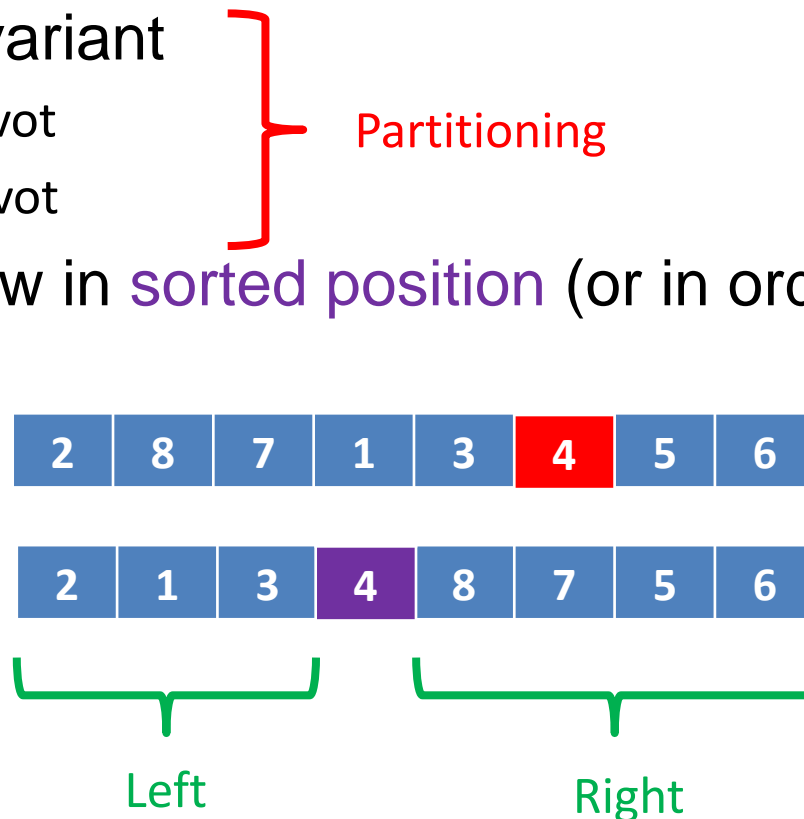 variant
vot
Partitioning
vot
w in sorted position (or in ord
2 8 7 1 3 4 5 6
2 1 3 4 8 7 5 6
Left
Right